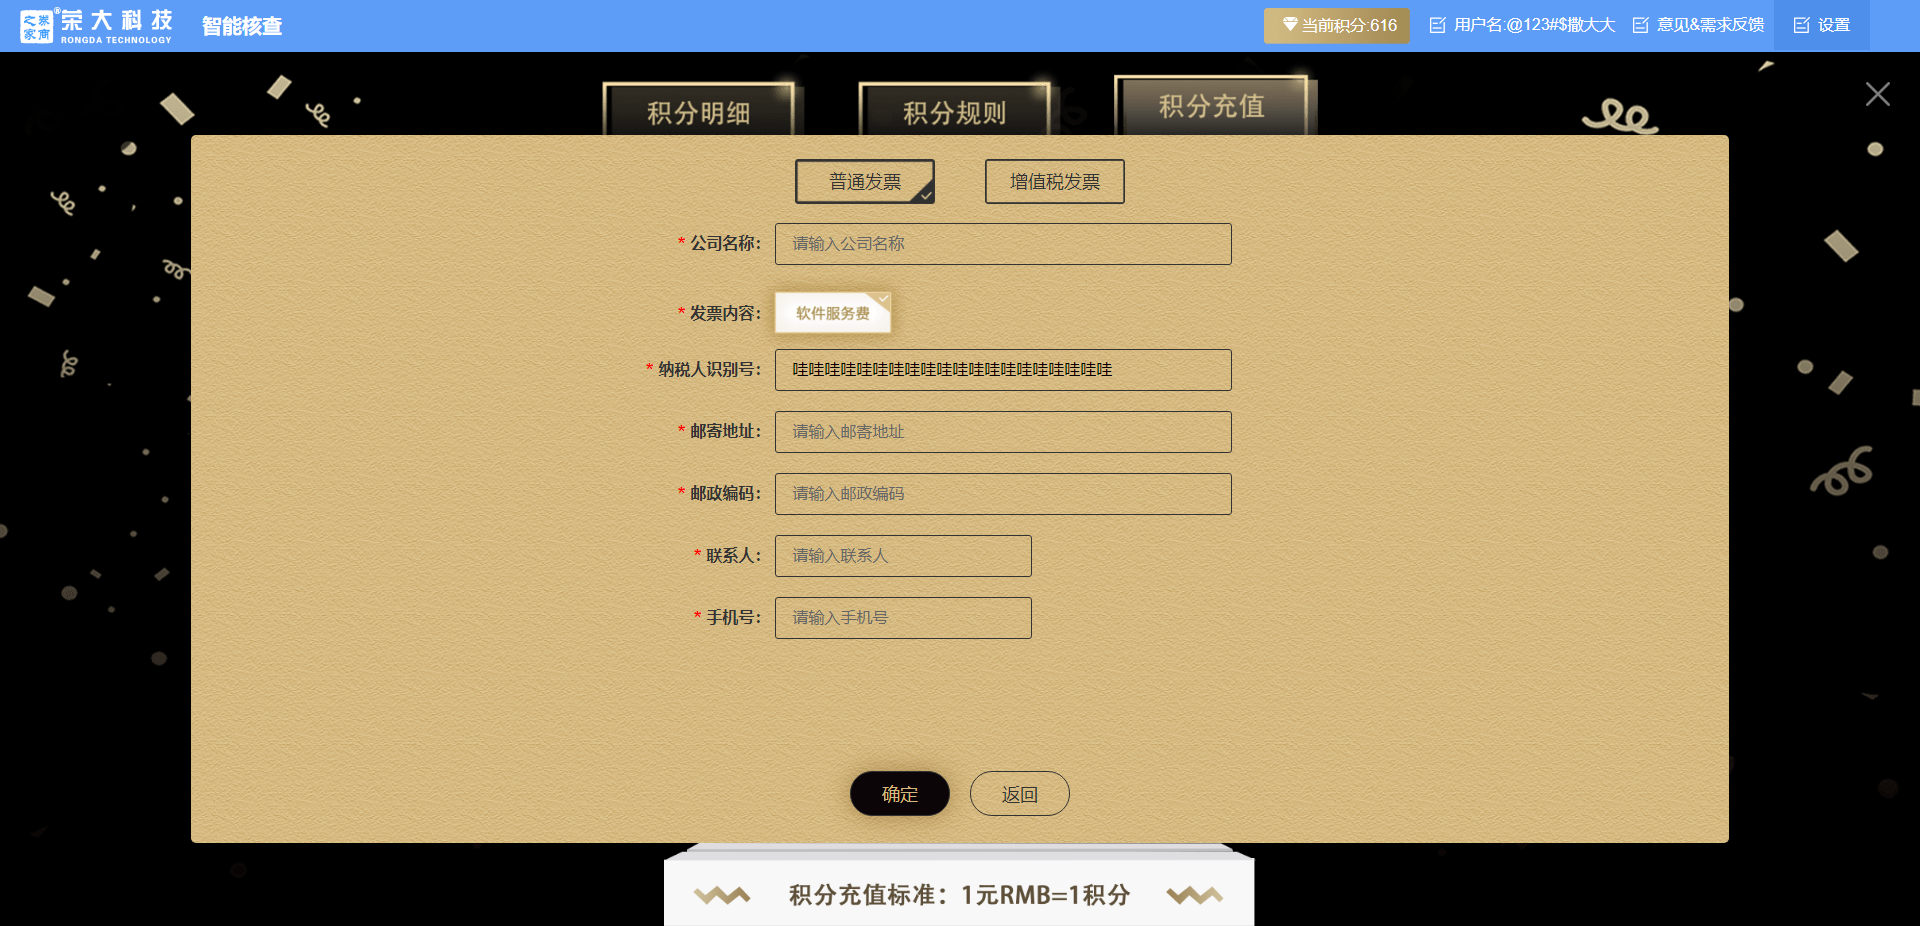 券商之家® 荣大科技
RONGDA TECHNOLOGY
智能核查
当前积分:616
用户名:@123#$撒大大
意见&需求反馈
设置
积分明细
积分规则
积分充值
普通发票
增值税发票
* 公司名称：
请输入公司名称
* 发票内容：
软件服务费
* 纳税人识别号：
哇哇哇哇哇哇哇哇哇哇哇哇哇哇哇哇哇哇哇哇
* 邮寄地址：
请输入邮寄地址
* 邮政编码：
请输入邮政编码
* 联系人：
请输入联系人
* 手机号：
请输入手机号
确定
返回
积分充值标准：1元RMB=1积分